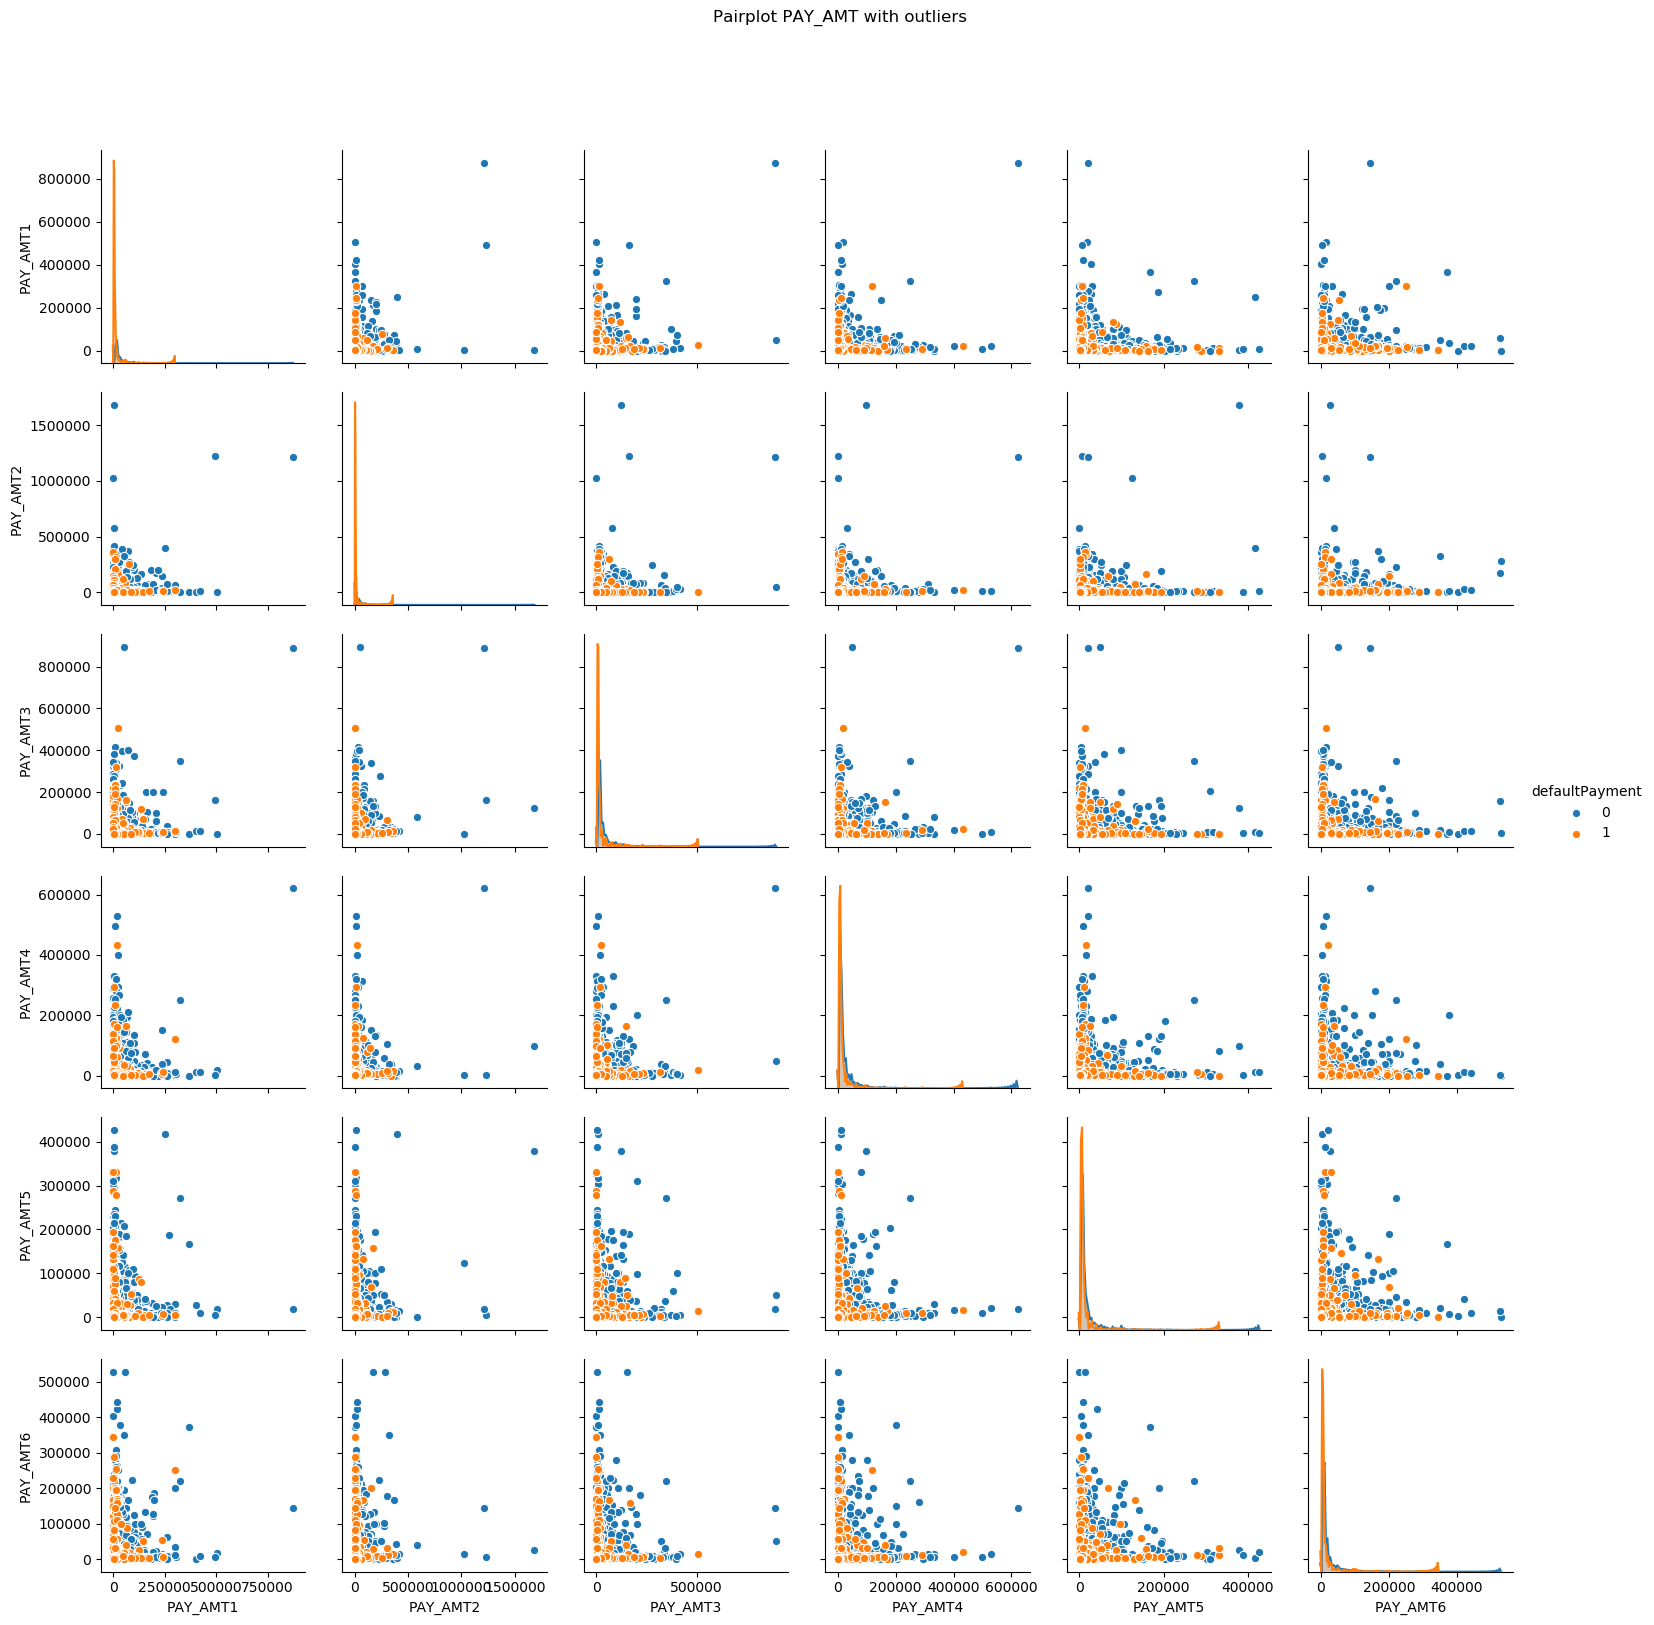 Pairplot PAY_AMT with outliers
800000
600000
400000
200000
0
PAY_AMT1
1500000
1000000
500000
0
PAY_AMT2
800000
600000
400000
200000
0
PAY_AMT3
defaultPayment
0
1
600000
400000
200000
0
PAY_AMT4
400000
300000
200000
100000
0
PAY_AMT5
500000
400000
300000
200000
100000
0
PAY_AMT6
0 250000 500000 750000
0 500000 1000000 1500000
0 500000
0 200000 400000 600000
0 200000 400000
0 200000 400000
PAY_AMT1 PAY_AMT2 PAY_AMT3 PAY_AMT4 PAY_AMT5 PAY_AMT6